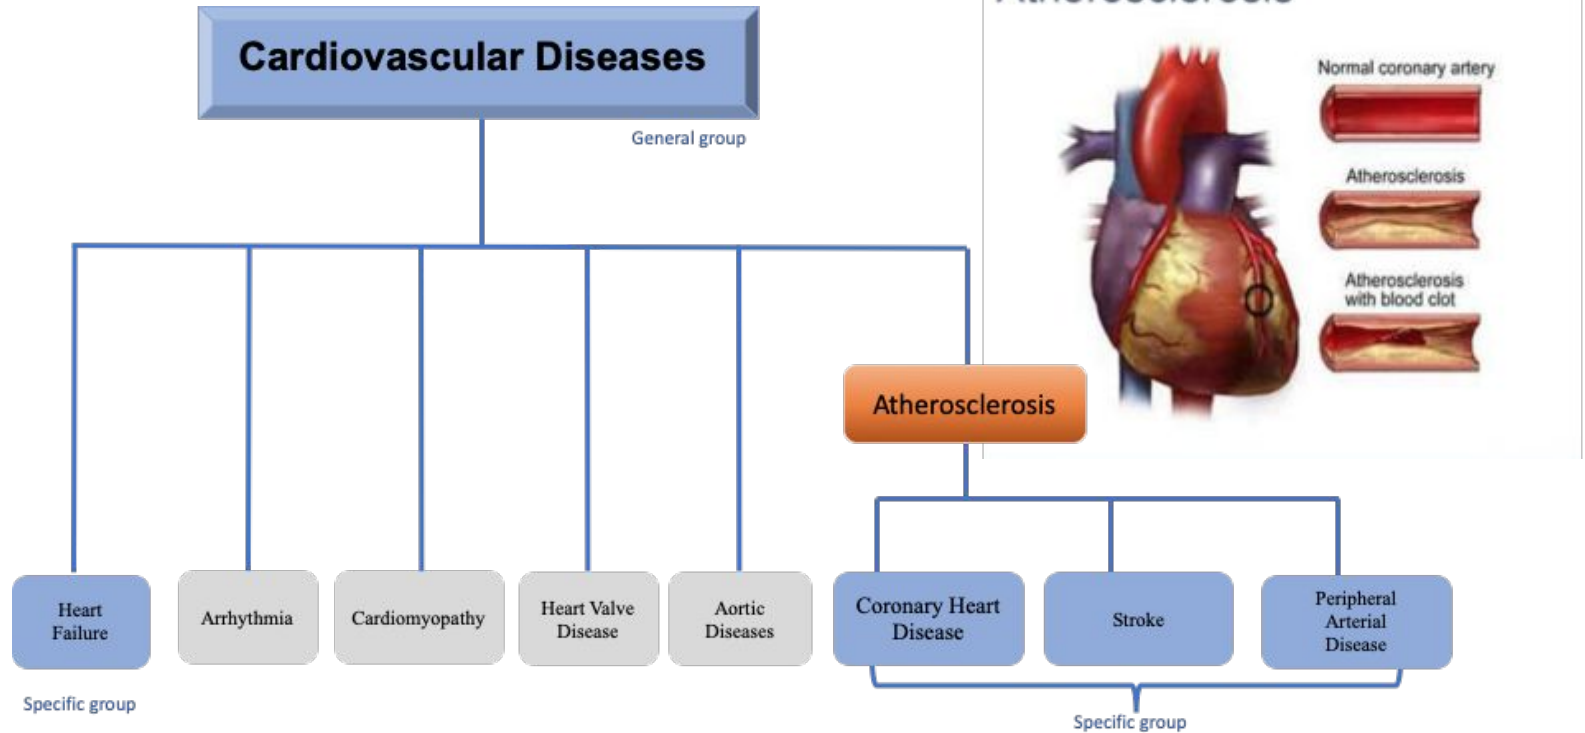 Cardiovascular Diseases
General group
Normal coronary artery
Atherosclerosis
Atherosclerosis
with blood clot
Atherosclerosis
Heart
Failure
Arrhythmia
Cardiomyopathy
Heart Valve
Disease
Aortic
Diseases
Coronary Heart
Disease
Stroke
Peripheral
Arterial
Disease
Specific group
Specific group